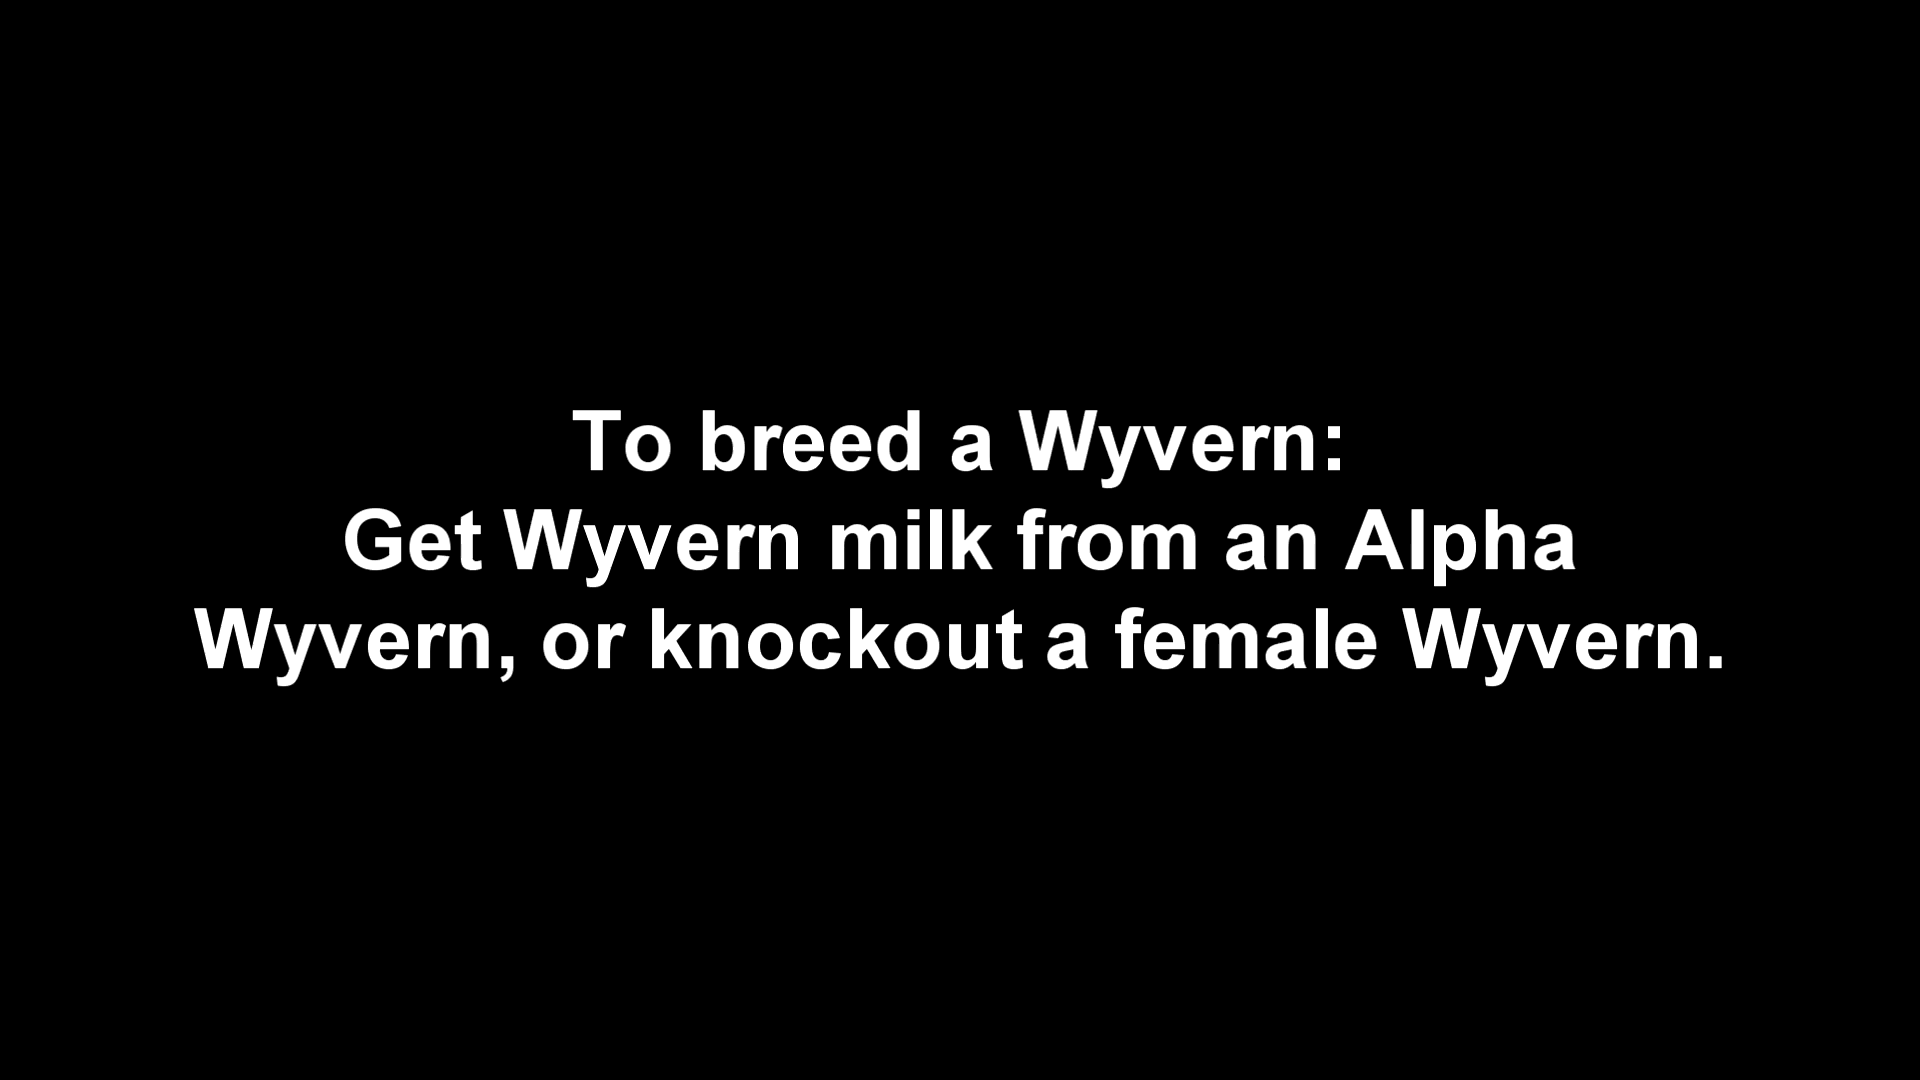 To breed a Wyvern:
Get Wyvern milk from an Alpha
Wyvern, or knockout a female Wyvern.